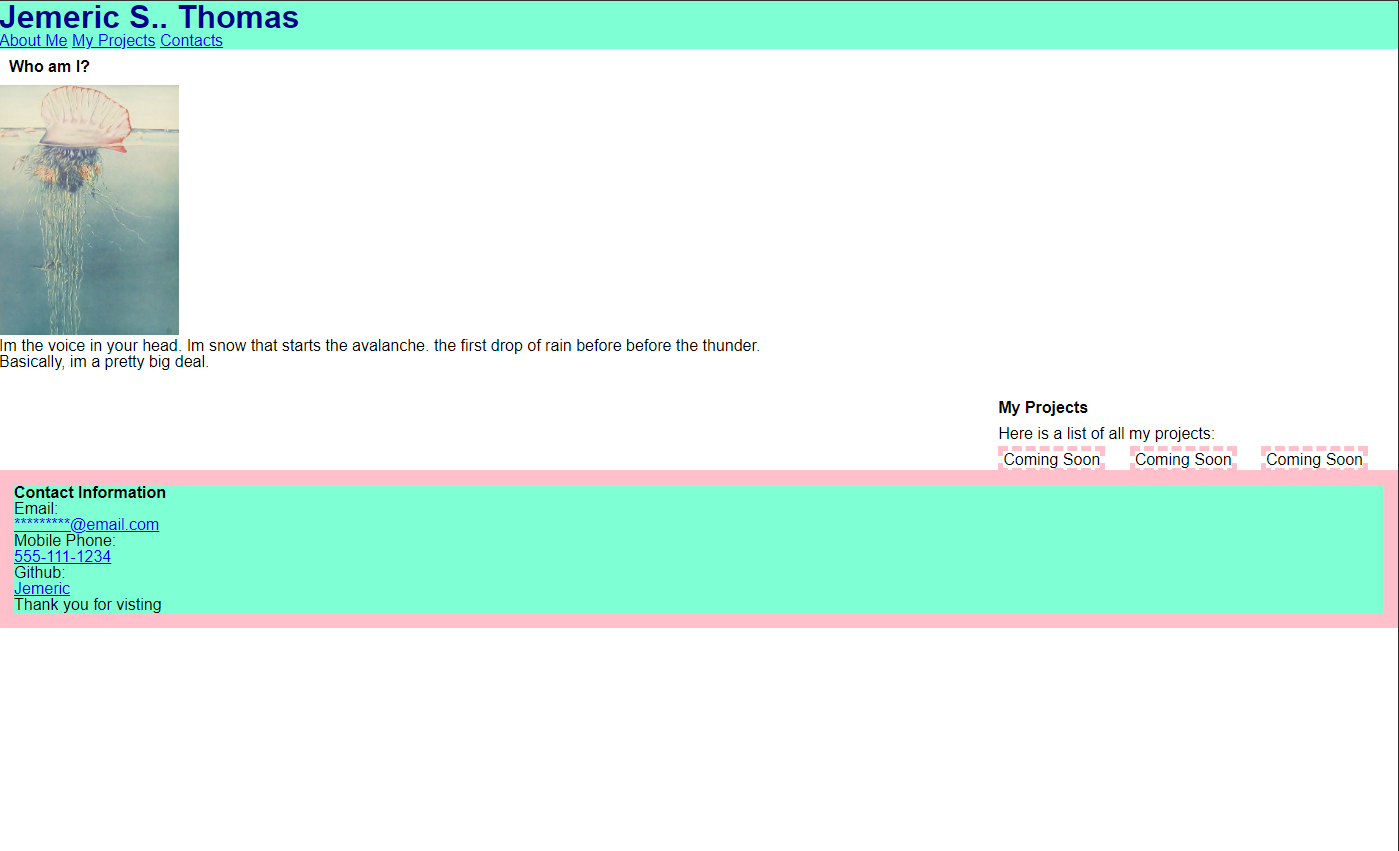 Jemeric S.. Thomas
About Me My Projects Contacts
Who am I?
Im the voice in your head. Im snow that starts the avalanche. the first drop of rain before before the thunder.
Basically, im a pretty big deal.
My Projects
Here is a list of all my projects:
Coming Soon Coming Soon Coming Soon
Contact Information
Email:
*********@email.com
Mobile Phone:
555-111-1234
Github:
Jemeric
Thank you for visting